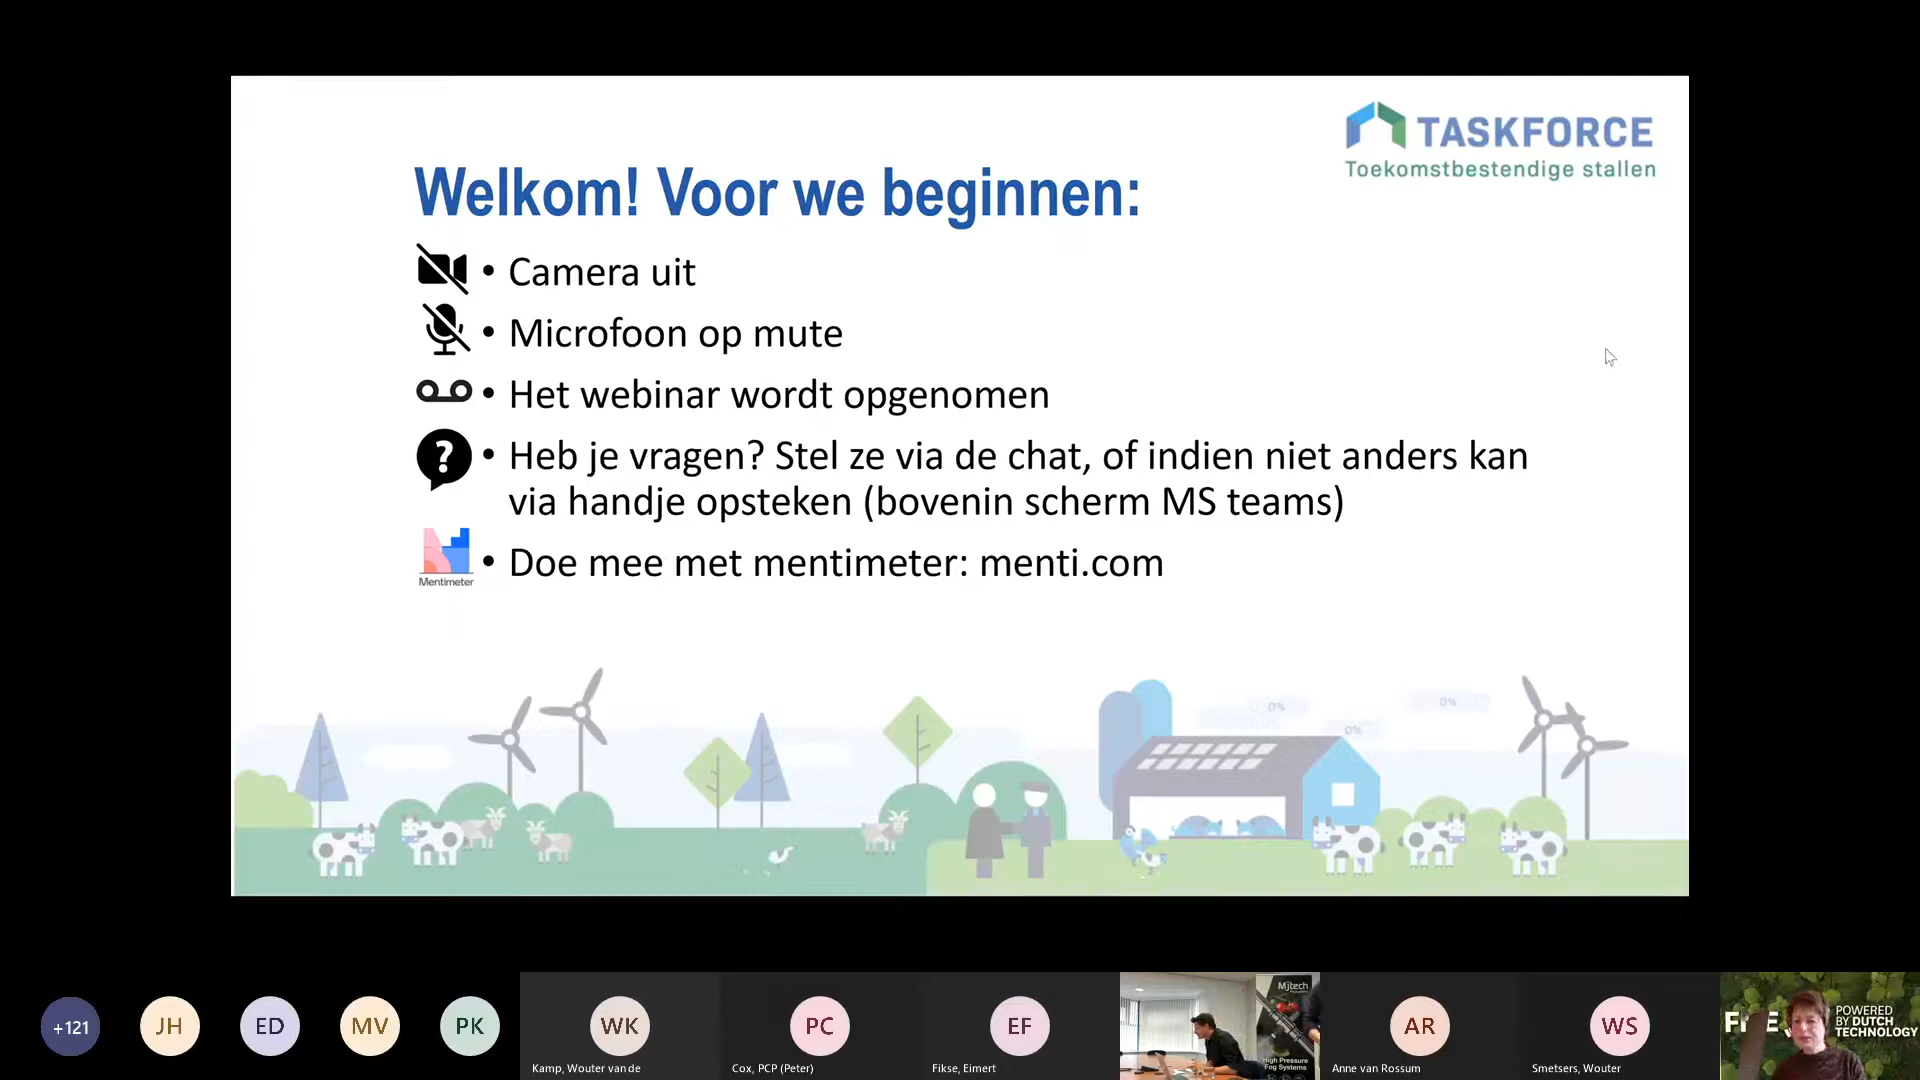 TASKFORCE
Toekomstbestendige stallen
Welkom! Voor we beginnen:
• Camera uit
• Microfoon op mute
• Het webinar wordt opgenomen
?
• Heb je vragen? Stel ze via de chat, of indien niet anders kan
via handje opsteken (bovenin scherm MS teams)
Mentimeter
• Doe mee met mentimeter: menti.com
0%
0%
0%
+121
JH
ED
MV
PK
WK
Kamp, Wouter van de
PC
Cox, PCP (Peter)
EF
Fikse, Eimert
Mjtech
High Pressure
Fog Systems
AR
Anne van Rossum
WS
Smetsers, Wouter
POWERED
BY DUTCH
TECHNOLOGY